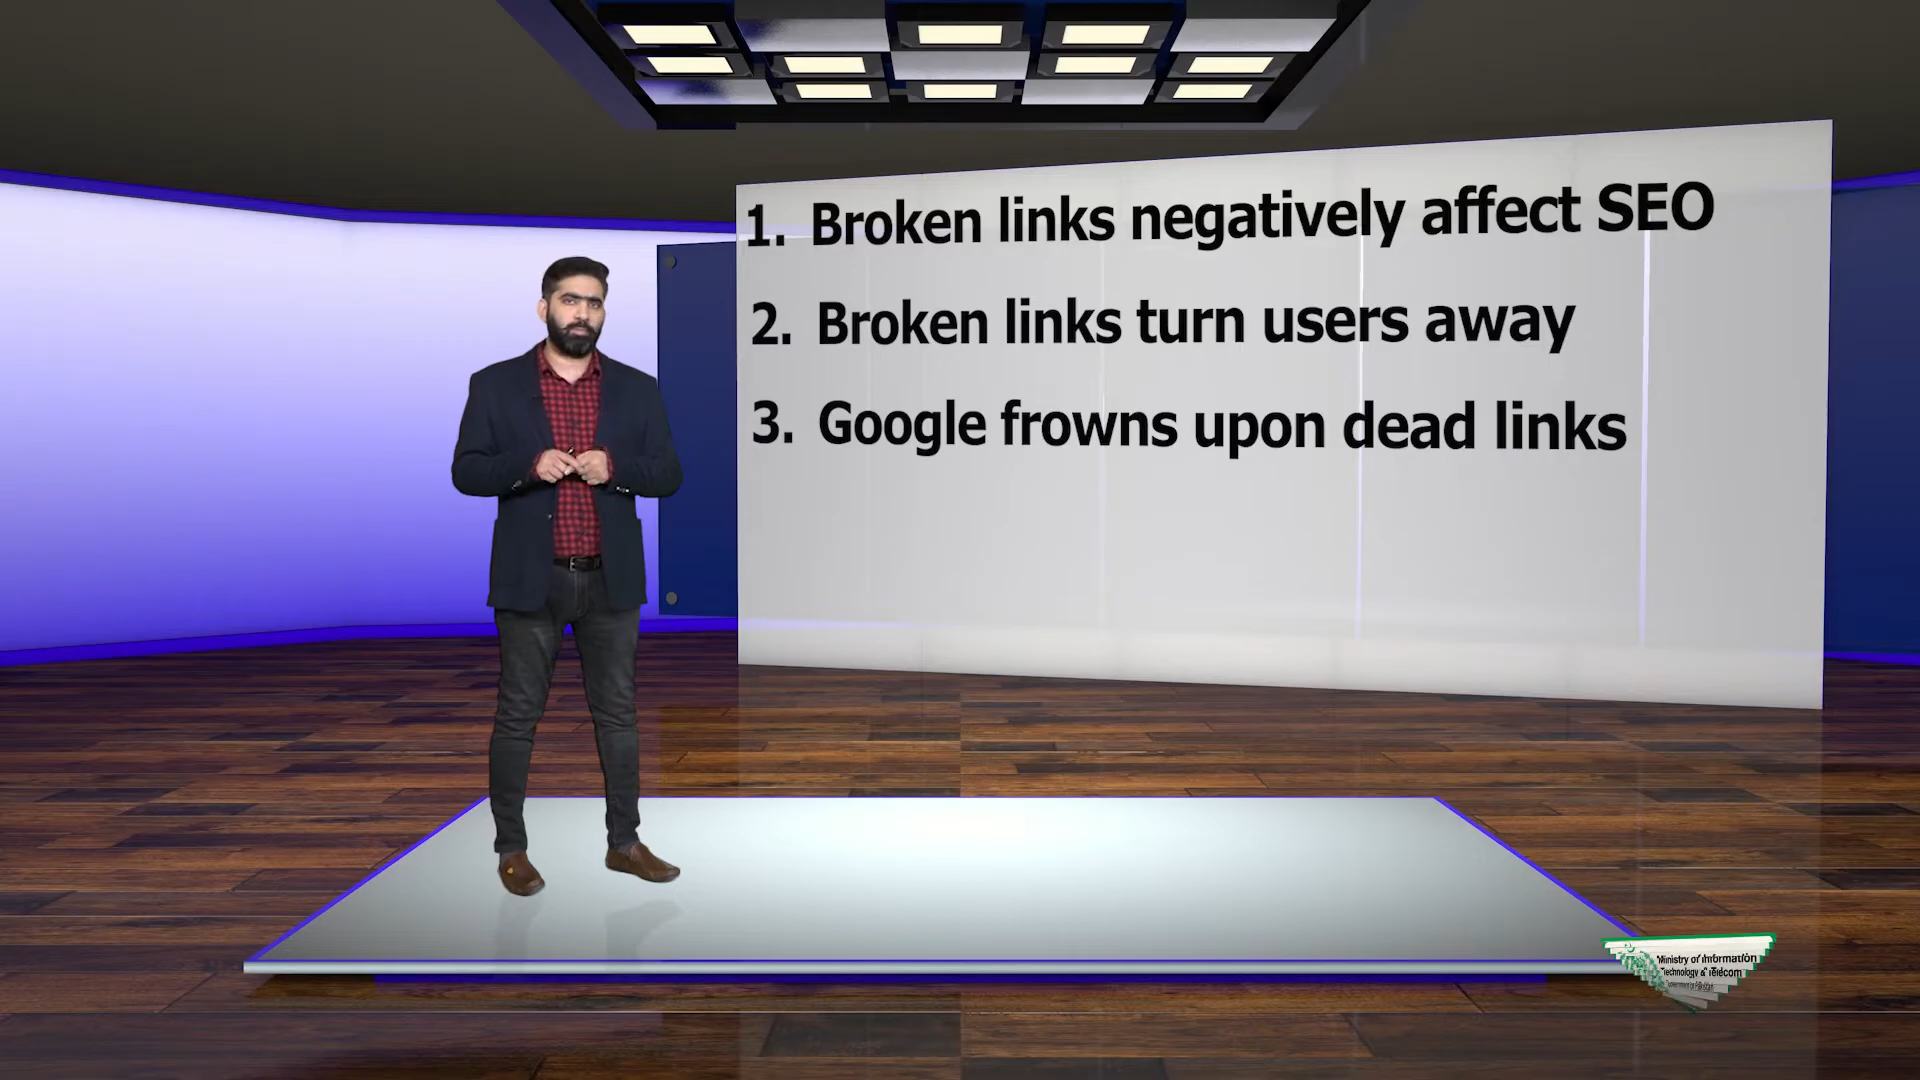 1. Broken links negatively affect SEO
2. Broken links turn users away
3. Google frowns upon dead links
Ministry of Information
Technology & Telecom